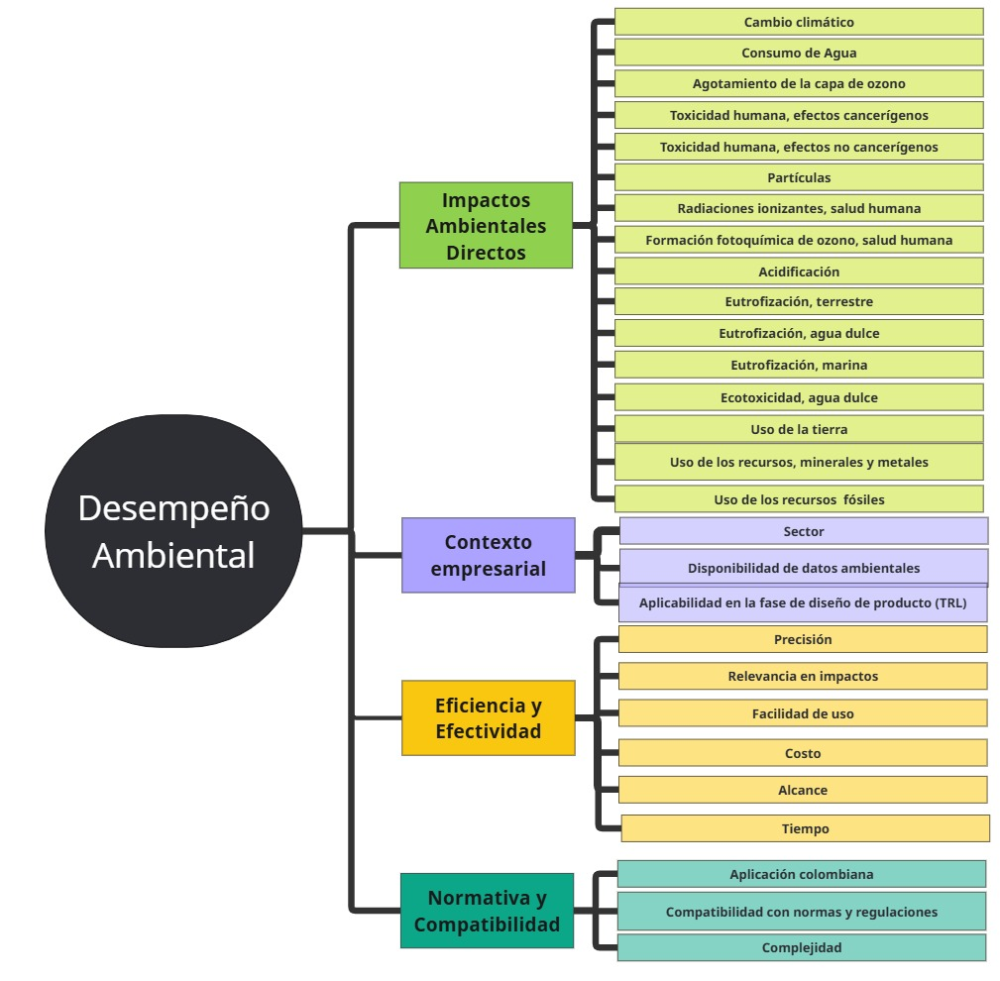 Desempeño
Ambiental
Impactos
Ambientales
Directos
Cambio climático
Consumo de Agua
Agotamiento de la capa de ozono
Toxicidad humana, efectos cancerígenos
Toxicidad humana, efectos no cancerígenos
Partículas
Radiaciones ionizantes, salud humana
Formación fotoquímica de ozono, salud humana
Acidificación
Eutrofización, terrestre
Eutrofización, agua dulce
Eutrofización, marina
Ecotoxicidad, agua dulce
Uso de la tierra
Uso de los recursos, minerales y metales
Uso de los recursos  fósiles
Contexto
empresarial
Sector
Disponibilidad de datos ambientales
Aplicabilidad en la fase de diseño de producto (TRL)
Eficiencia y
Efectividad
Precisión
Relevancia en impactos
Facilidad de uso
Costo
Alcance
Tiempo
Normativa y
Compatibilidad
Aplicación colombiana
Compatibilidad con normas y regulaciones
Complejidad